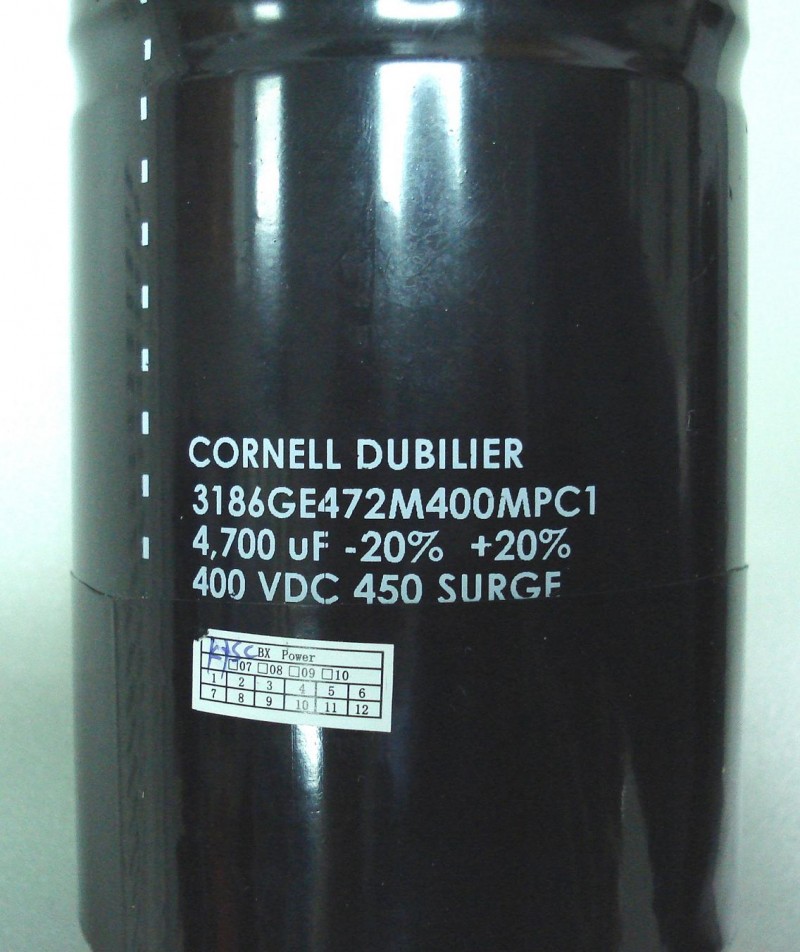 CORNELL DUBILIER
3186GE472M400MPC1
4,700 uF -20% +20%
400 VDC 450 SURGE
BX Power
□07 □08 □09 □10
1 2 3 4 5 6
7 8 9 10 11 12